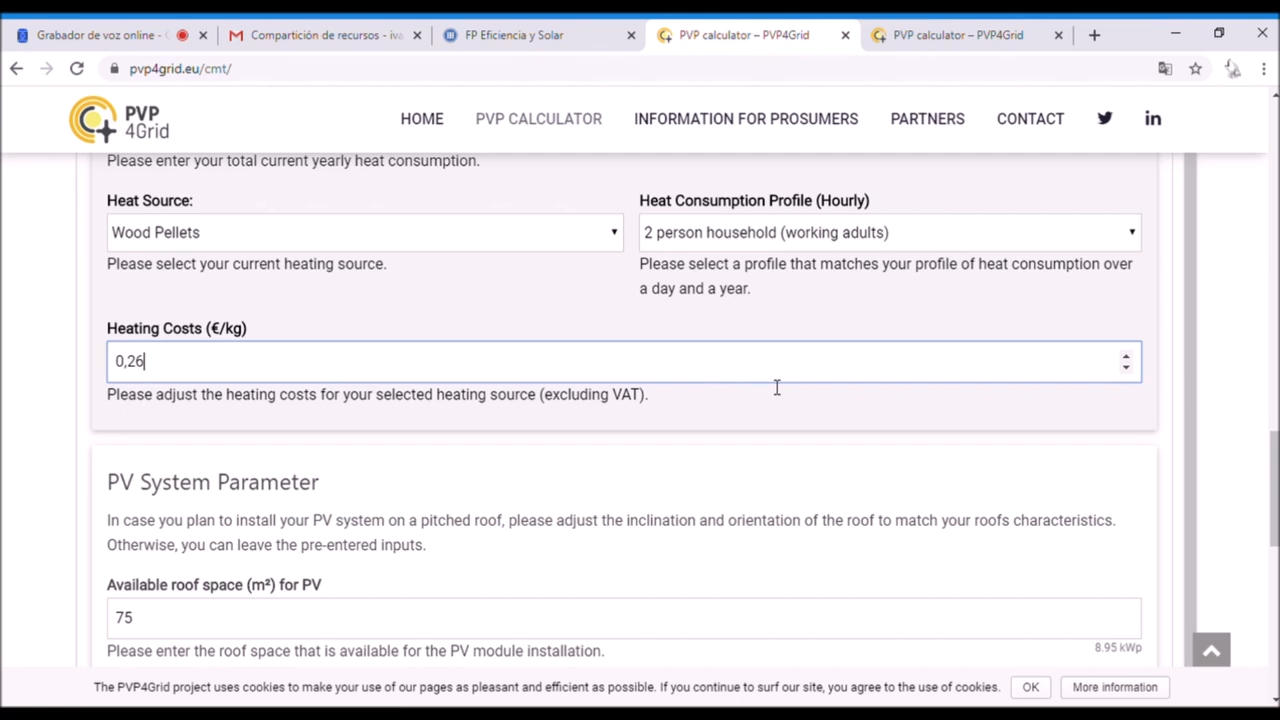 Grabador de voz online - Compartición de recursos - iva FP Eficiencia y Solar PVP calculator – PVP4Grid PVP calculator – PVP4Grid
pvp4grid.eu/cmt/
PVP
4Grid
HOME PVP CALCULATOR INFORMATION FOR PROSUMERS PARTNERS CONTACT
Please enter your total current yearly heat consumption.
Heat Source: Heat Consumption Profile (Hourly)
Wood Pellets 2 person household (working adults)
Please select your current heating source. Please select a profile that matches your profile of heat consumption over
a day and a year.
Heating Costs (€/kg)
0,26
Please adjust the heating costs for your selected heating source (excluding VAT).
PV System Parameter
In case you plan to install your PV system on a pitched roof, please adjust the inclination and orientation of the roof to match your roofs characteristics.
Otherwise, you can leave the pre-entered inputs.
Available roof space (m²) for PV
75
Please enter the roof space that is available for the PV module installation. 8.95 kWp
The PVP4Grid project uses cookies to make your use of our pages as pleasant and efficient as possible. If you continue to surf our site, you agree to the use of cookies. OK More information